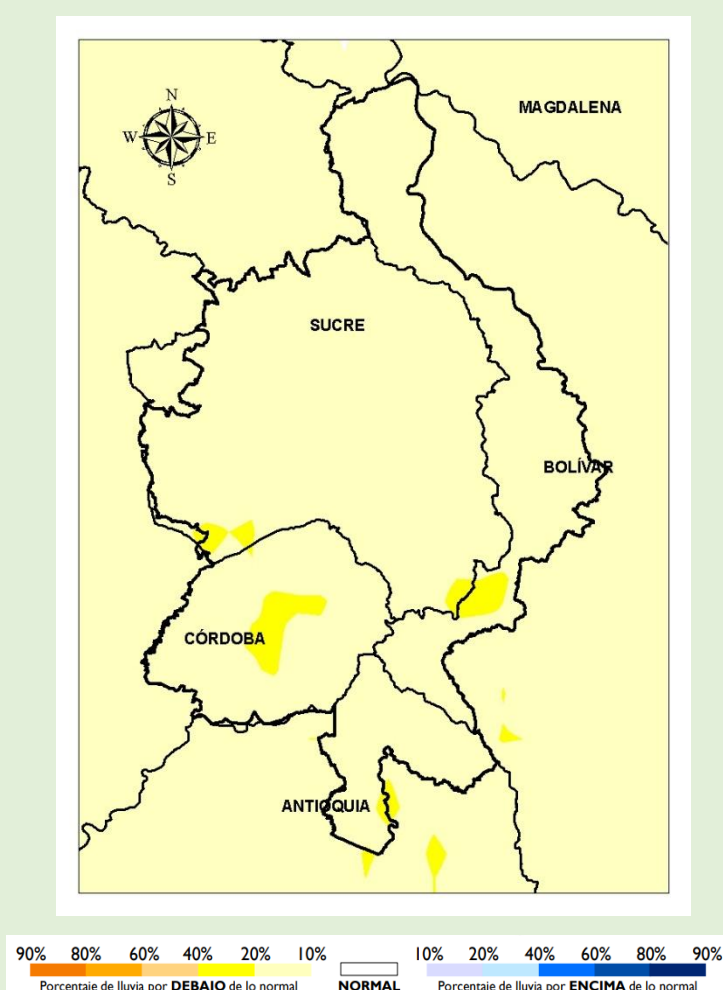 N
W E
S
MAGDALENA
SUCRE
BOLÍVAR
CÓRDOBA
ANTIOQUIA
90% 80% 60% 40% 20% 10% 10% 20% 40% 60% 80% 90%
Porcentaje de lluvia por DEBAJO de lo normal NORMAL Porcentaje de lluvia por ENCIMA de lo normal